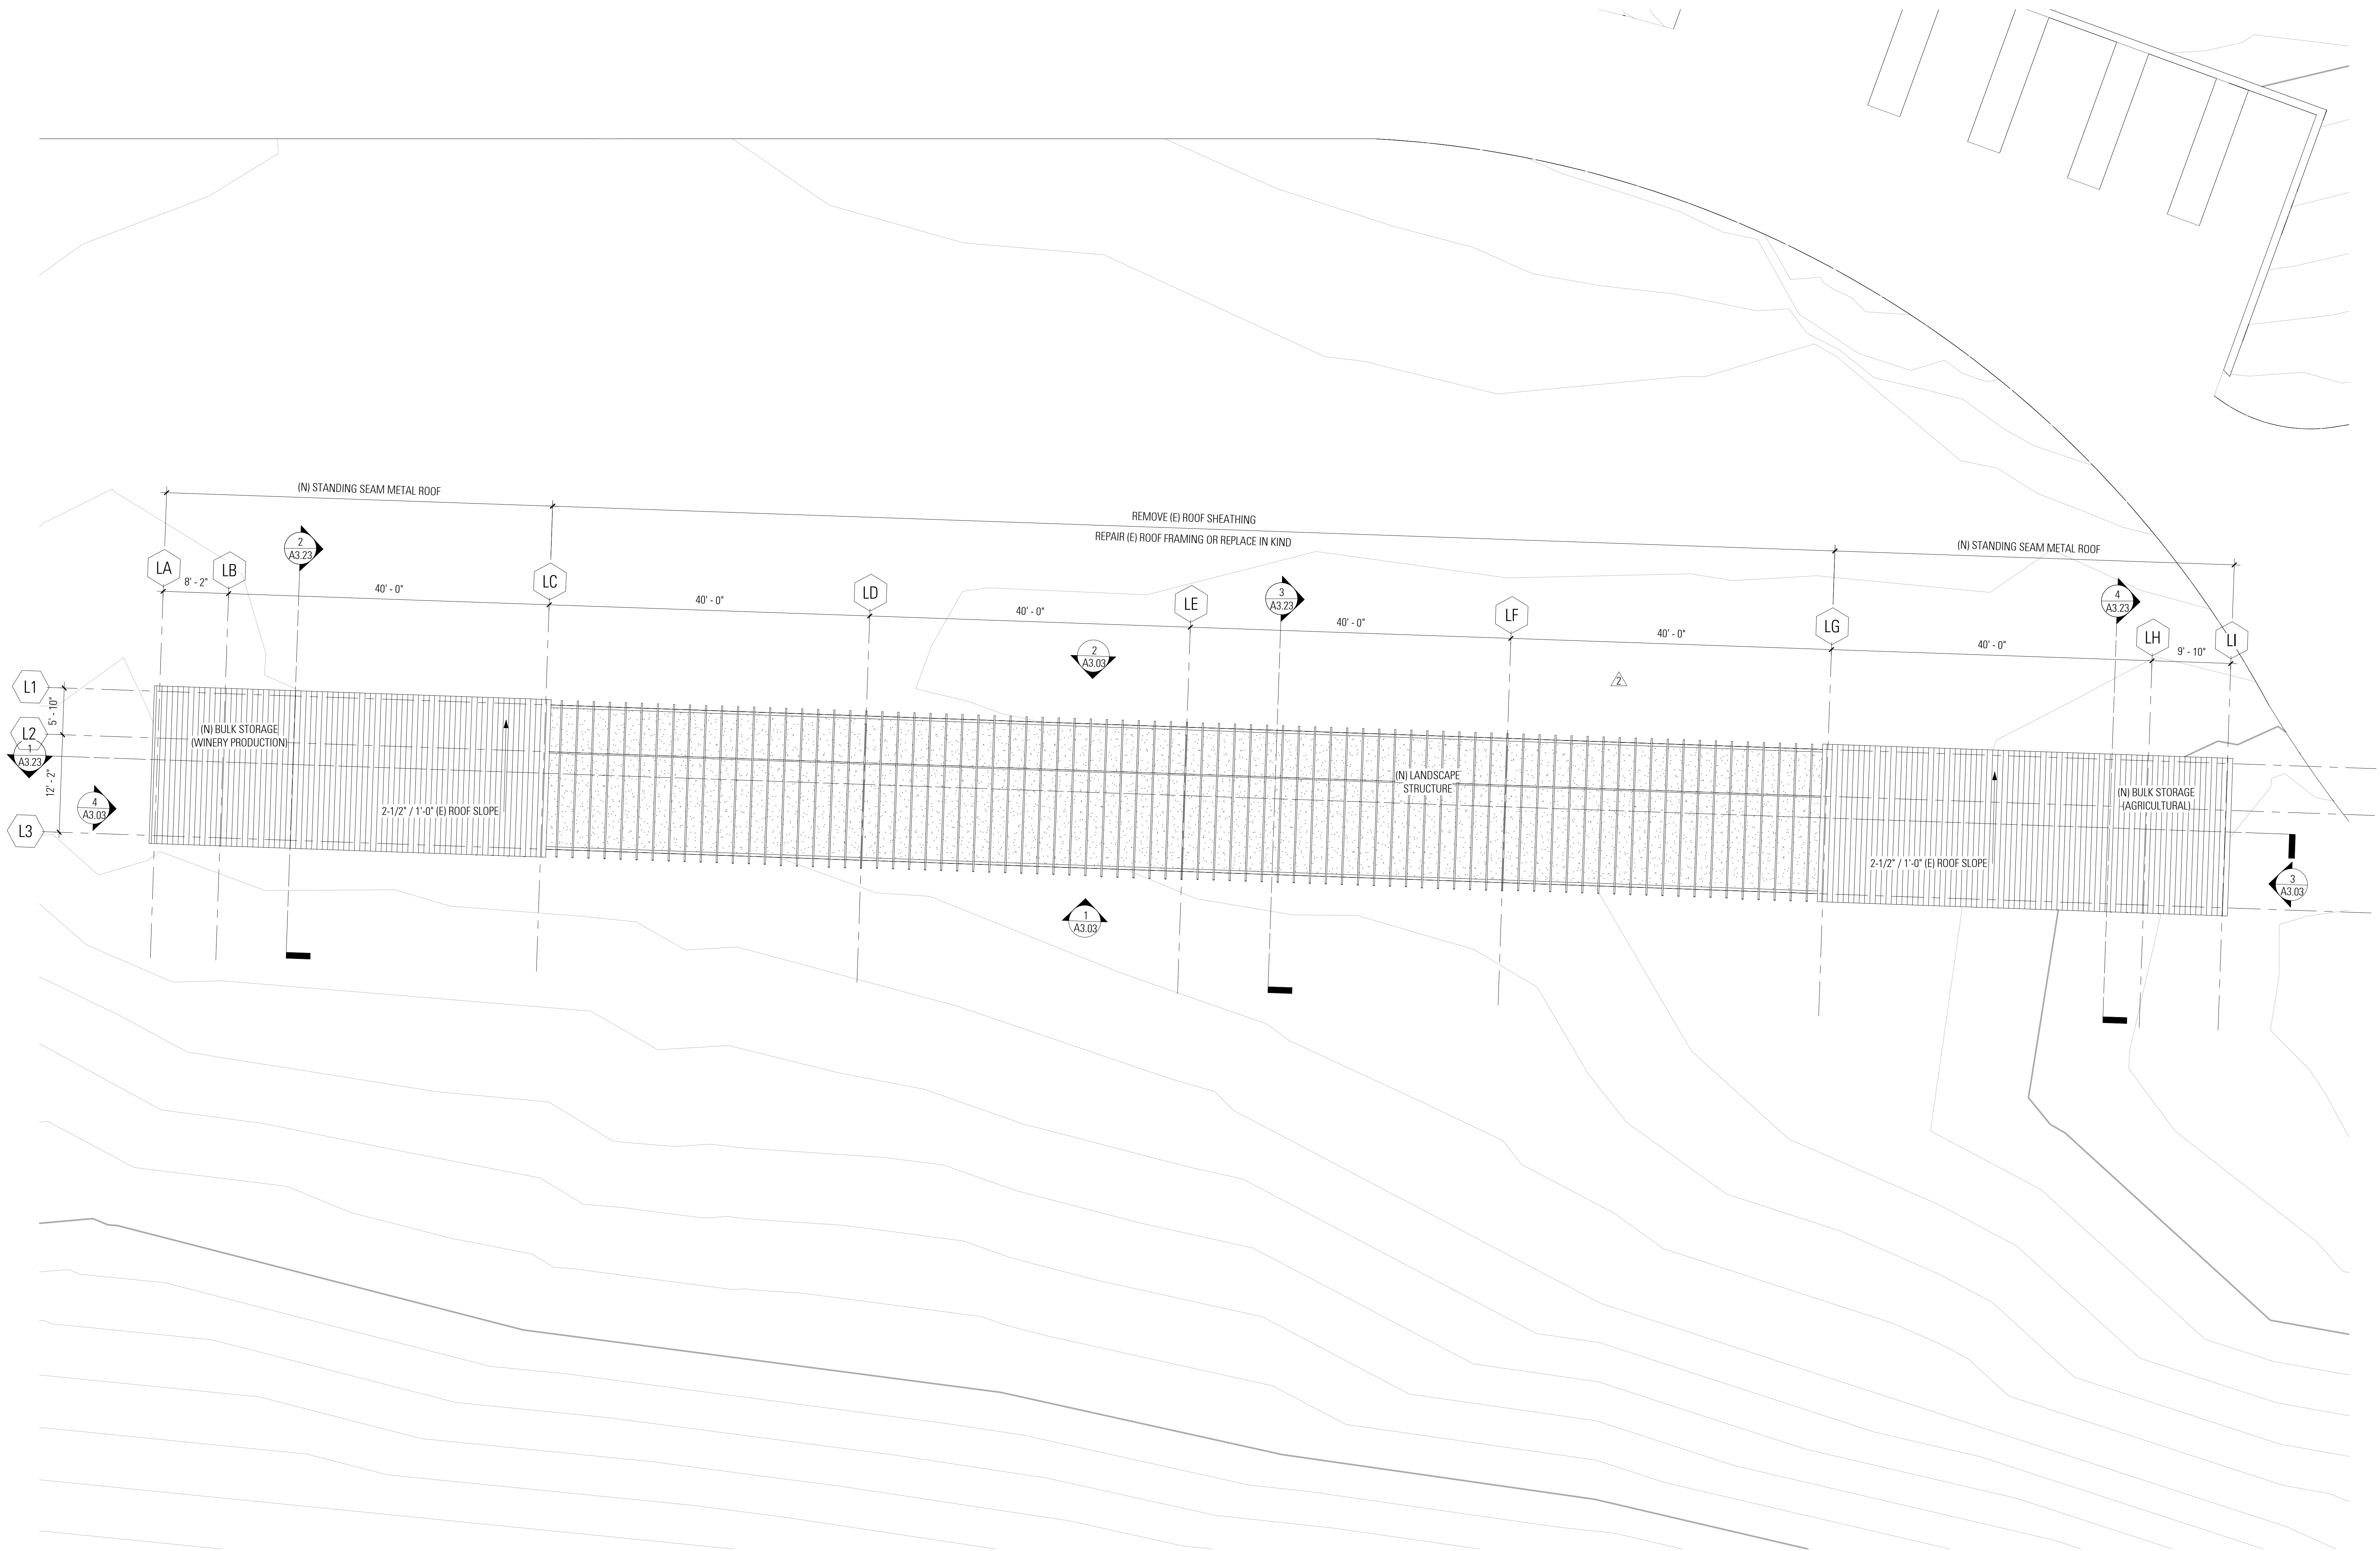 (N) STANDING SEAM METAL ROOF
REMOVE (E) ROOF SHEATHING
REPAIR (E) ROOF FRAMING OR REPLACE IN KIND
(N) STANDING SEAM METAL ROOF
2
A3.23
3
A3.23
4
A3.23
LA
LB
LC
LD
LE
LF
LG
LH
LI
8' - 2"
40' - 0"
40' - 0"
40' - 0"
40' - 0"
40' - 0"
40' - 0"
9' - 10"
2
A3.03
2
L1
5' - 10"
L2
1
A3.23
12' - 2"
L3
4
A3.03
(N) BULK STORAGE
(WINERY PRODUCTION)
2-1/2" / 1'-0" (E) ROOF SLOPE
(N) LANDSCAPE
STRUCTURE
(N) BULK STORAGE
(AGRICULTURAL)
2-1/2" / 1'-0" (E) ROOF SLOPE
3
A3.03
1
A3.03